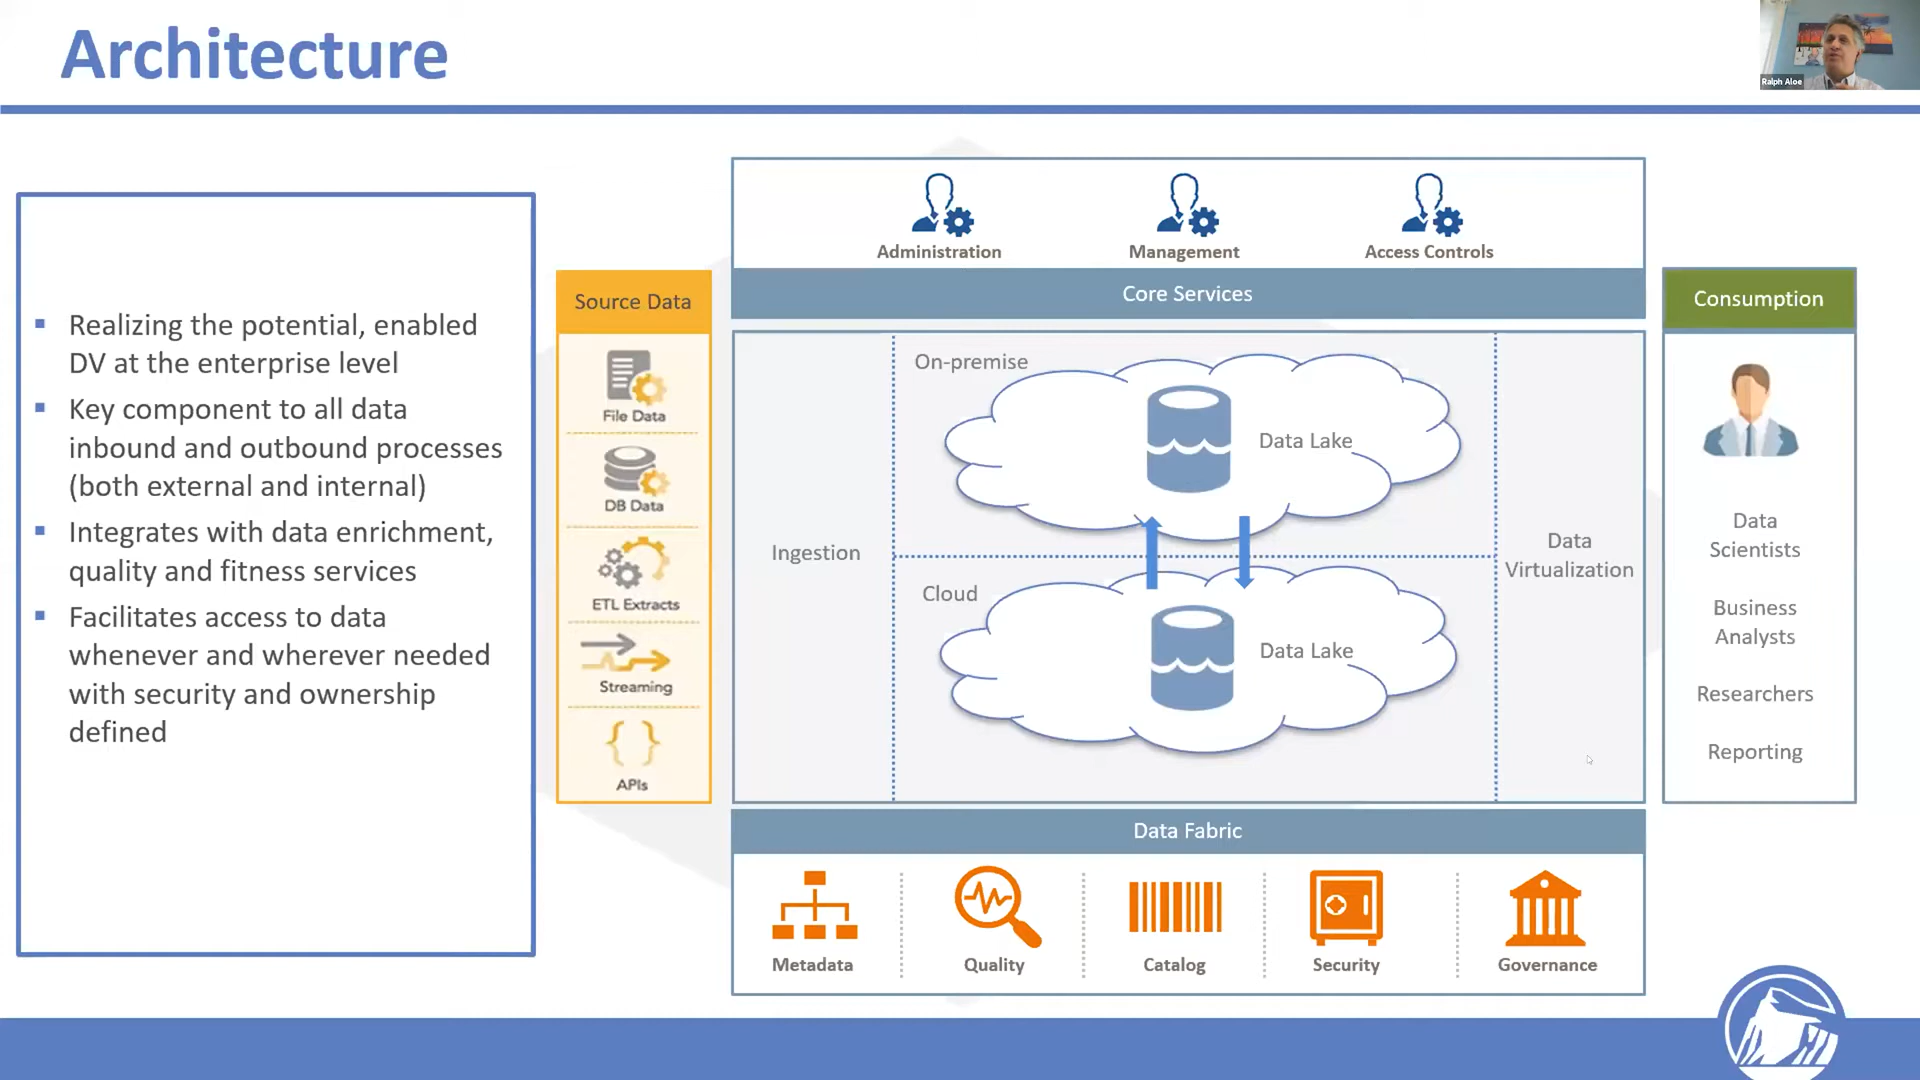 Architecture
Ralph Aloe
Realizing the potential, enabled
DV at the enterprise level
Key component to all data
inbound and outbound processes
(both external and internal)
Integrates with data enrichment,
quality and fitness services
Facilitates access to data
whenever and wherever needed
with security and ownership
defined
Source Data
File Data
DB Data
ETL Extracts
Streaming
APIs
Administration
Management
Access Controls
Core Services
Ingestion
On-premise
Data Lake
Cloud
Data Lake
Data
Virtualization
Data Fabric
Metadata
Quality
Catalog
Security
Governance
Consumption
Data
Scientists
Business
Analysts
Researchers
Reporting